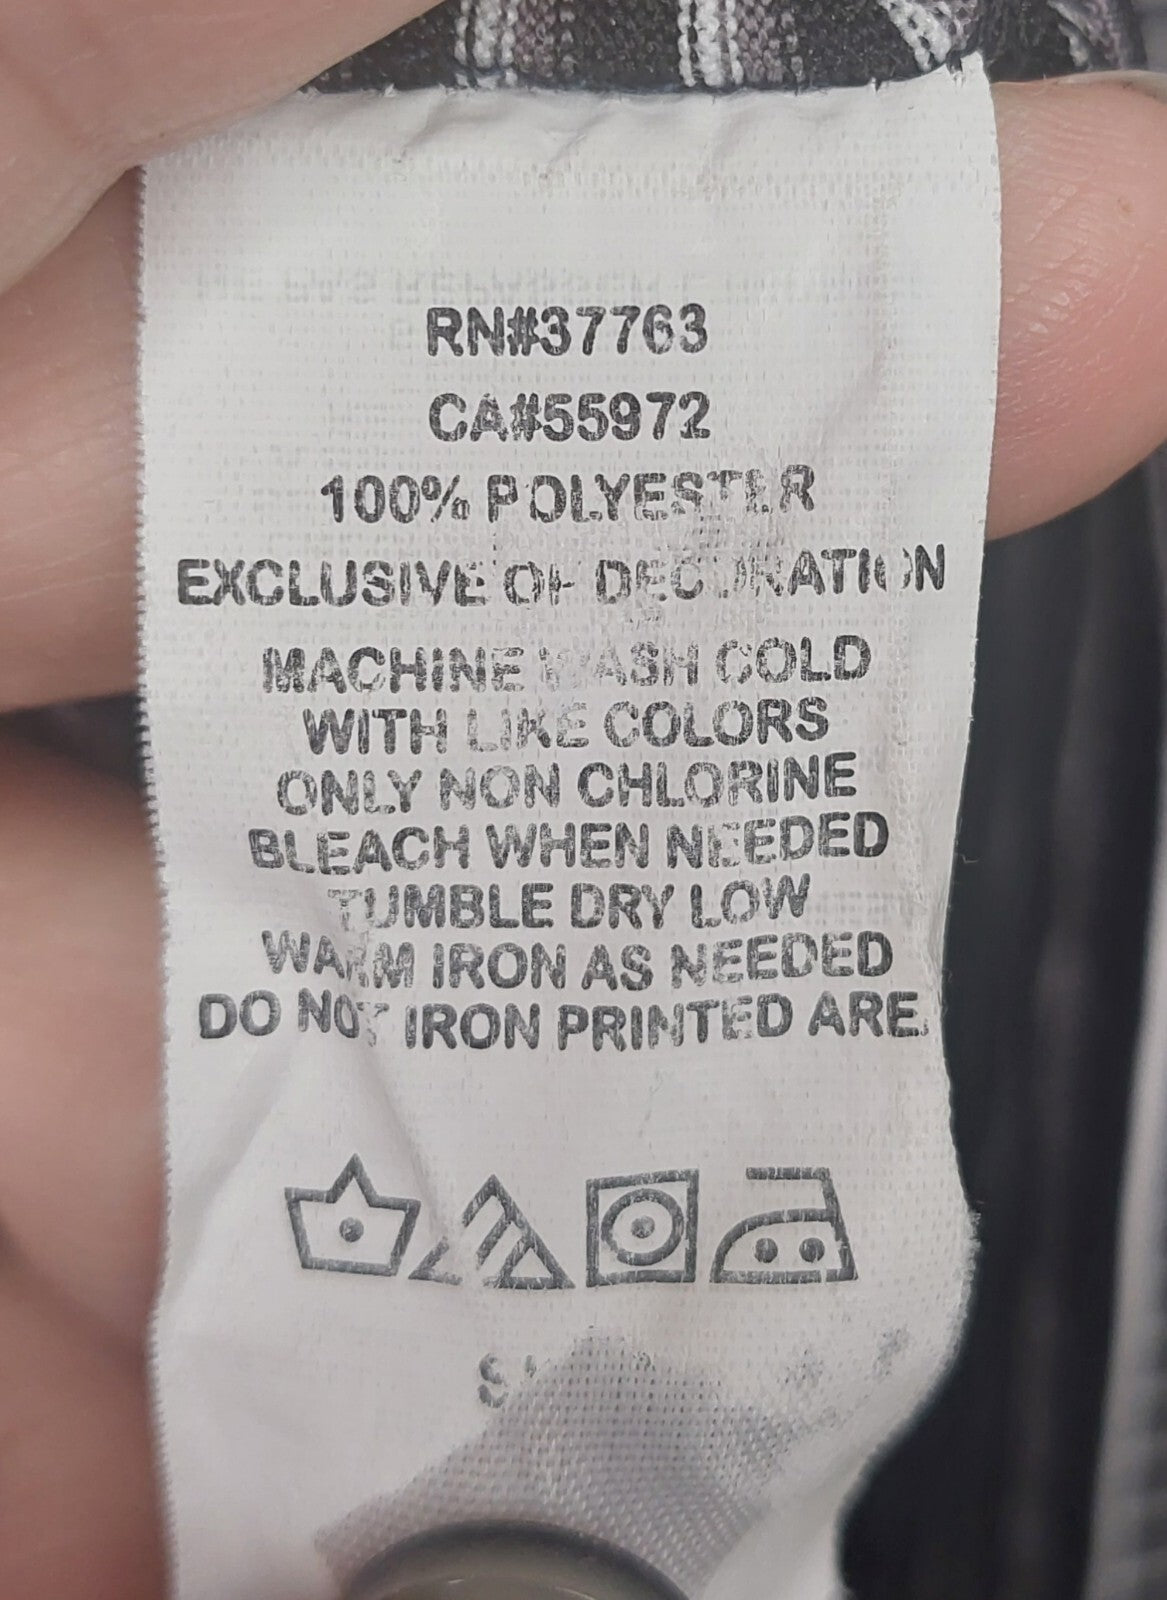 RN#37763
CA#55972
100% POLYESTER
EXCLUSIVE OF DECORATION
MACHINE WASH COLD
WITH LIKE COLORS
ONLY NON CHLORINE
BLEACH WHEN NEEDED
TUMBLE DRY LOW
WARM IRON AS NEEDED
DO NOT IRON PRINTED ARE